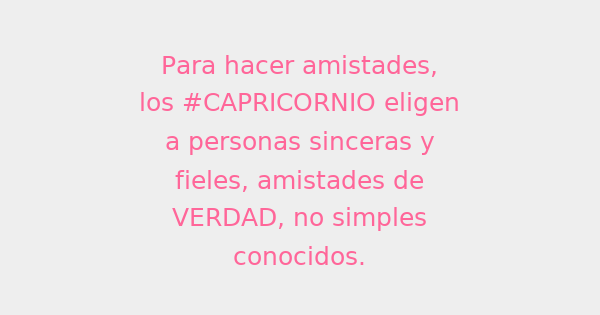 Para hacer amistades,
los #CAPRICORNIO eligen
a personas sinceras y
fieles, amistades de
VERDAD, no simples
conocidos.